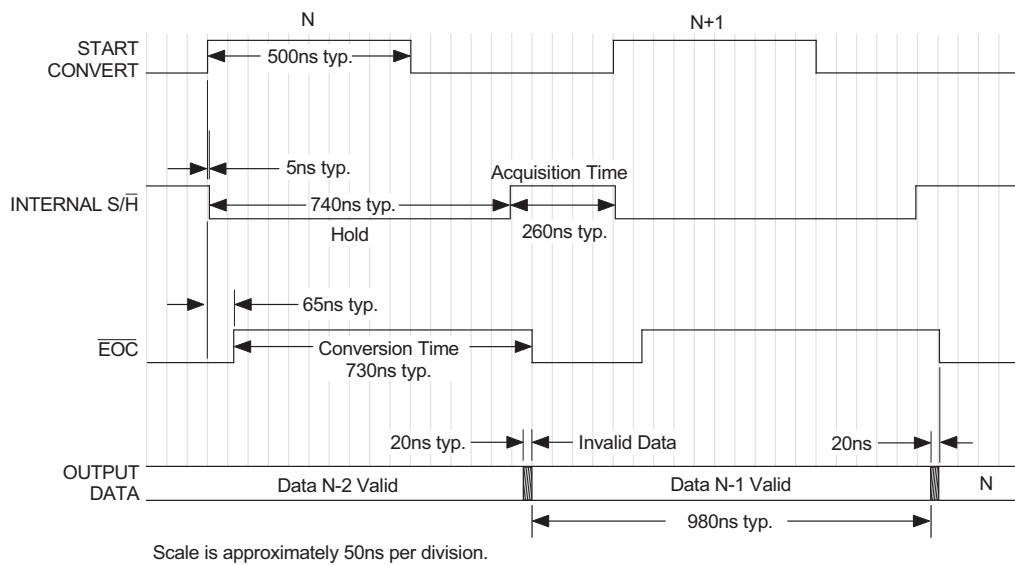 N
N+1
START
CONVERT
500ns typ.
5ns typ.
Acquisition Time
INTERNAL S/H̅
740ns typ.
260ns typ.
Hold
65ns typ.
E̅O̅C̅
Conversion Time
730ns typ.
20ns typ.
Invalid Data
20ns
OUTPUT
DATA
Data N-2 Valid
Data N-1 Valid
N
980ns typ.
Scale is approximately 50ns per division.